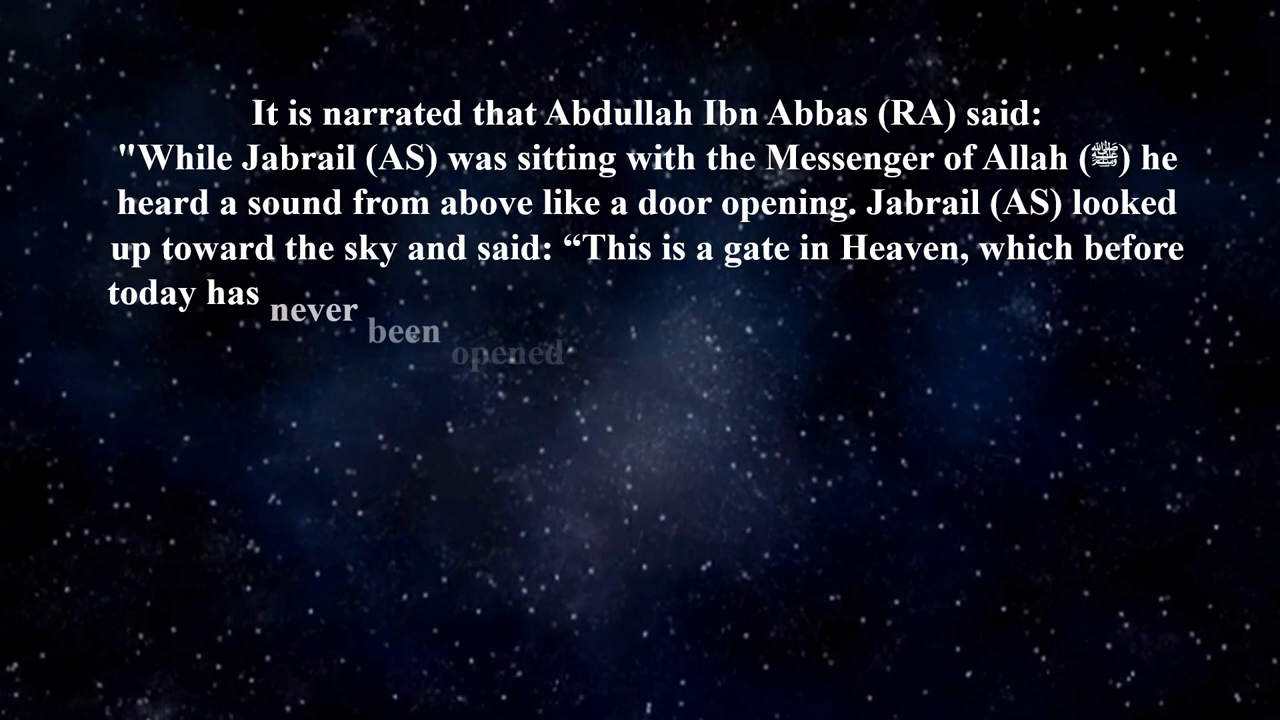 It is narrated that Abdullah Ibn Abbas (RA) said:
"While Jabrail (AS) was sitting with the Messenger of Allah (ﷺ) he
heard a sound from above like a door opening. Jabrail (AS) looked
up toward the sky and said: “This is a gate in Heaven, which before
today has never been opened